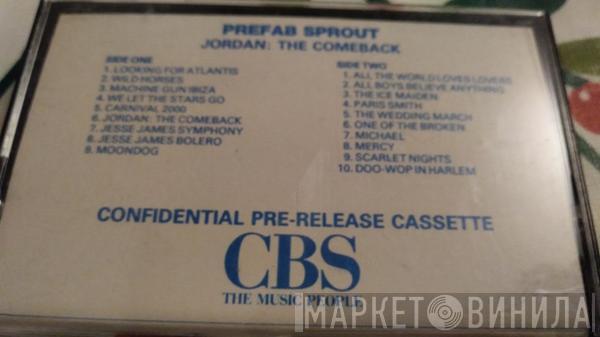 PREFAB SPROUT
JORDAN: THE COMEBACK
SIDE ONE
1. LOOKING FOR ATLANTIS
2. WILD HORSES
3. MACHINE GUN IBIZA
4. WE LET THE STARS GO
5. CARNIVAL 2000
6. JORDAN: THE COMEBACK
7. JESSE JAMES SYMPHONY
8. JESSE JAMES BOLERO
9. MOONDOG
SIDE TWO
1. ALL THE WORLD LOVES LOVERS
2. ALL BOYS BELIEVE ANYTHING
3. THE ICE MAIDEN
4. PARIS SMITH
5. THE WEDDING MARCH
6. ONE OF THE BROKEN
7. MICHAEL
8. MERCY
9. SCARLET NIGHTS
10. DOO-WOP IN HARLEM
CONFIDENTIAL PRE-RELEASE CASSETTE
CBS
THE MUSIC PEOPLE
МАРКЕТ ВИНИЛА